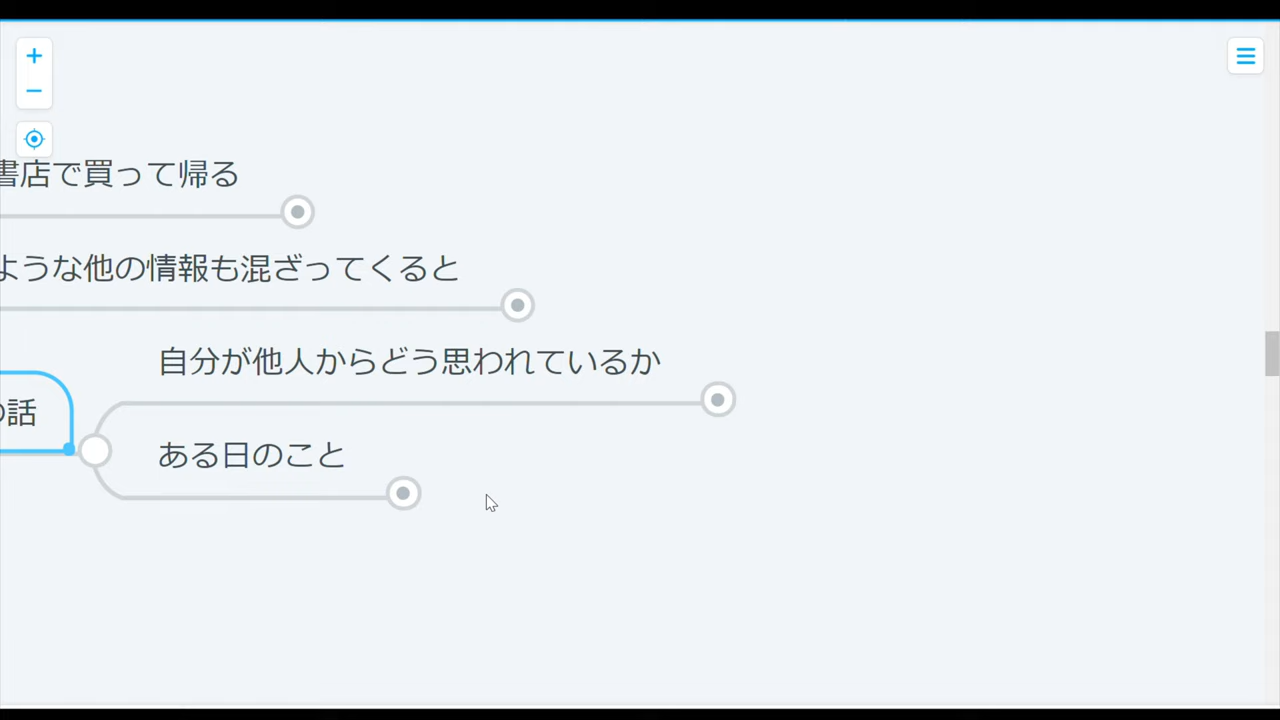 書店で買って帰る
ような他の情報も混ざってくると
自分が他人からどう思われているか
の話
ある日のこと